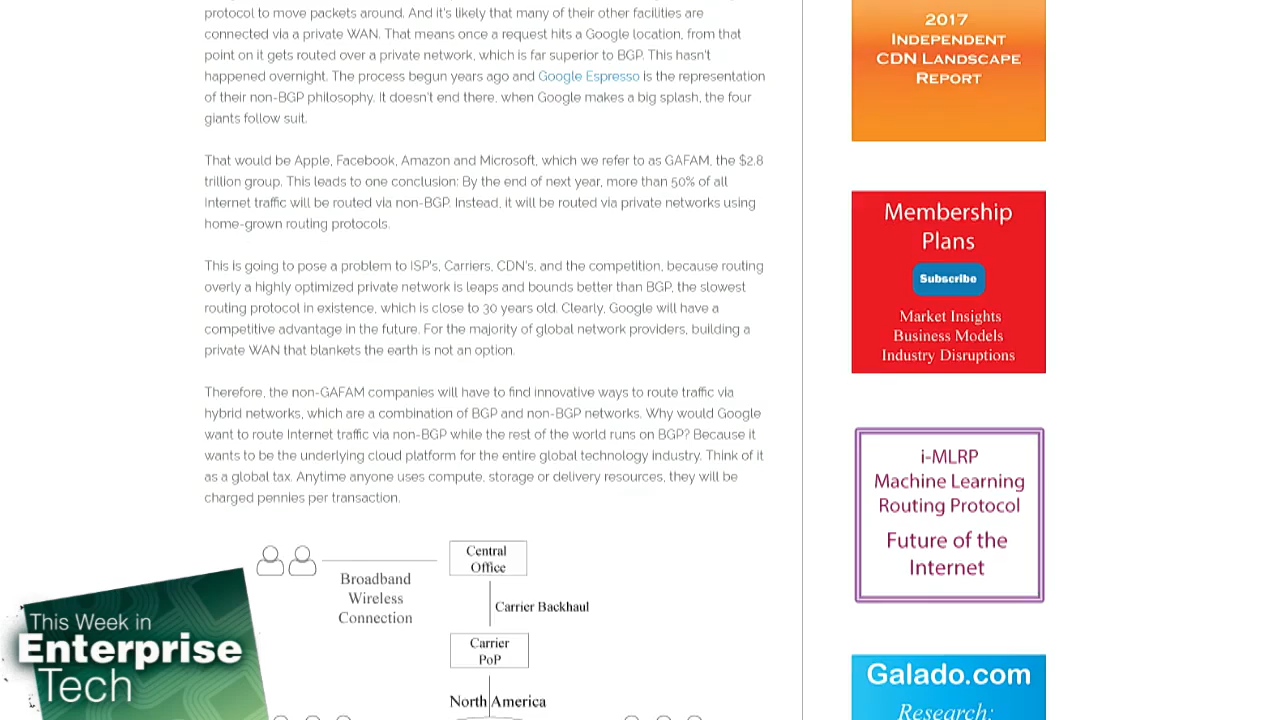 protocol to move packets around. And it's likely that many of their other facilities are
connected via a private WAN. That means once a request hits a Google location, from that
point on it gets routed over a private network, which is far superior to BGP. This hasn't
happened overnight. The process begun years ago and Google Espresso is the representation
of their non-BGP philosophy. It doesn't end there, when Google makes a big splash, the four
giants follow suit.
That would be Apple, Facebook, Amazon and Microsoft, which we refer to as GAFAM, the $2.8
trillion group. This leads to one conclusion: By the end of next year, more than 50% of all
Internet traffic will be routed via non-BGP. Instead, it will be routed via private networks using
home-grown routing protocols.
This is going to pose a problem to ISP's, Carriers, CDN's, and the competition, because routing
overly a highly optimized private network is leaps and bounds better than BGP, the slowest
routing protocol in existence, which is close to 30 years old. Clearly, Google will have a
competitive advantage in the future. For the majority of global network providers, building a
private WAN that blankets the earth is not an option.
Therefore, the non-GAFAM companies will have to find innovative ways to route traffic via
hybrid networks, which are a combination of BGP and non-BGP networks. Why would Google
want to route Internet traffic via non-BGP while the rest of the world runs on BGP? Because it
wants to be the underlying cloud platform for the entire global technology industry. Think of it
as a global tax. Anytime anyone uses compute, storage or delivery resources, they will be
charged pennies per transaction.
Central
Office
Broadband
Wireless
Connection
Carrier Backhaul
Carrier
PoP
North America
This Week in
Enterprise
Tech
2017
Independent
CDN Landscape
Report
Membership
Plans
Subscribe
Market Insights
Business Models
Industry Disruptions
i-MLRP
Machine Learning
Routing Protocol
Future of the
Internet
Galado.com
Research: